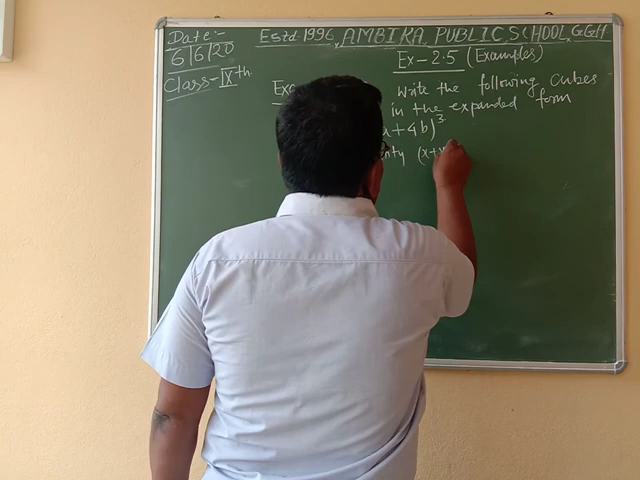 Date:-
6/6/20
Class-IXth
Estd 1996, AMBIKA PUBLIC SCHOOL, GGH
Ex-2.5 (Examples)
Write the following cubes
in the expanded form
+4b)³
(x+